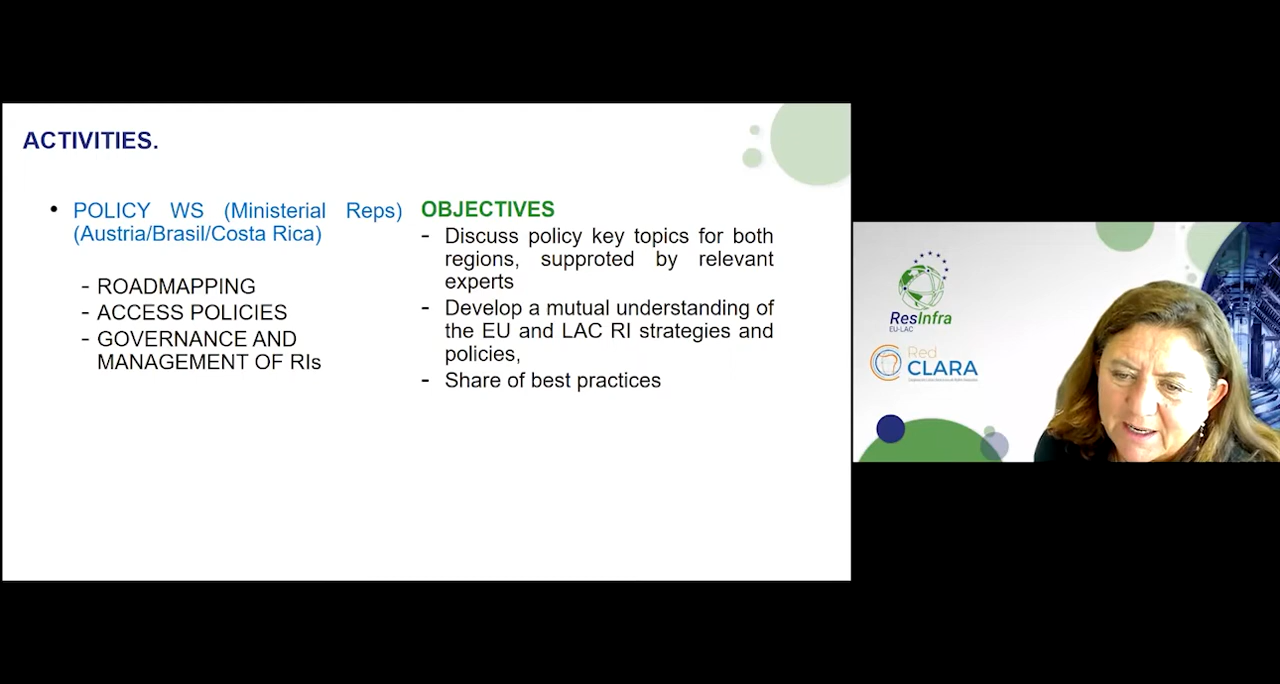 ACTIVITIES.
• POLICY WS (Ministerial Reps)
(Austria/Brasil/Costa Rica)
- ROADMAPPING
- ACCESS POLICIES
- GOVERNANCE AND
MANAGEMENT OF RIs
OBJECTIVES
- Discuss policy key topics for both
regions, supproted by relevant
experts
- Develop a mutual understanding of
the EU and LAC RI strategies and
policies,
- Share of best practices
ResInfra
EU-LAC
Red
CLARA